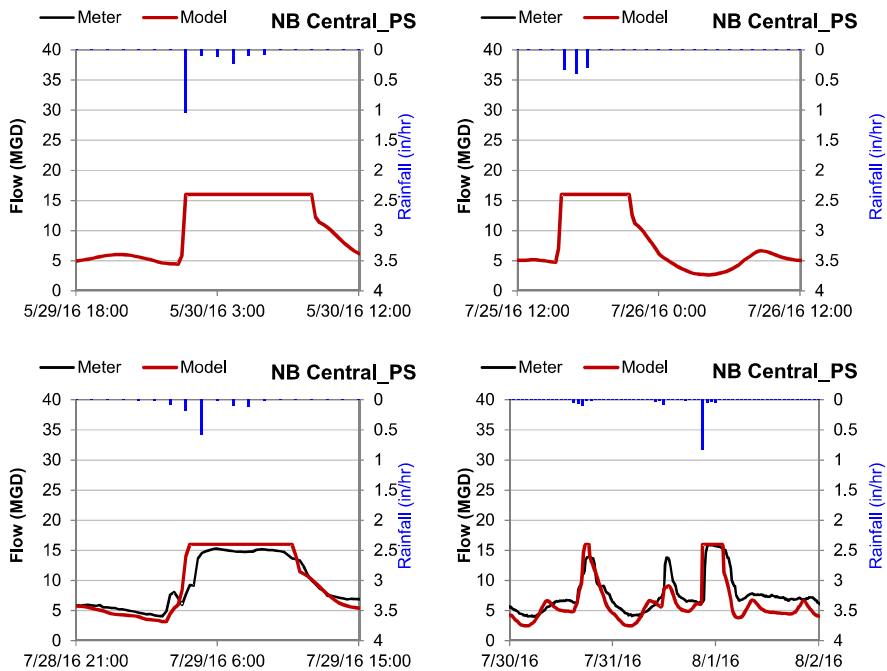 Meter Model NB Central_PS
40 0
35 0.5
30 1
25 1.5
20 2
15 2.5
10 3
5 3.5
0 4
Flow (MGD)
Rainfall (in/hr)
5/29/16 18:00 5/30/16 3:00 5/30/16 12:00
Meter Model NB Central_PS
40 0
35 0.5
30 1
25 1.5
20 2
15 2.5
10 3
5 3.5
0 4
Flow (MGD)
Rainfall (in/hr)
7/25/16 12:00 7/26/16 0:00 7/26/16 12:00
Meter Model NB Central_PS
40 0
35 0.5
30 1
25 1.5
20 2
15 2.5
10 3
5 3.5
0 4
Flow (MGD)
Rainfall (in/hr)
7/28/16 21:00 7/29/16 6:00 7/29/16 15:00
Meter Model NB Central_PS
40 0
35 0.5
30 1
25 1.5
20 2
15 2.5
10 3
5 3.5
0 4
Flow (MGD)
Rainfall (in/hr)
7/30/16 7/31/16 8/1/16 8/2/16